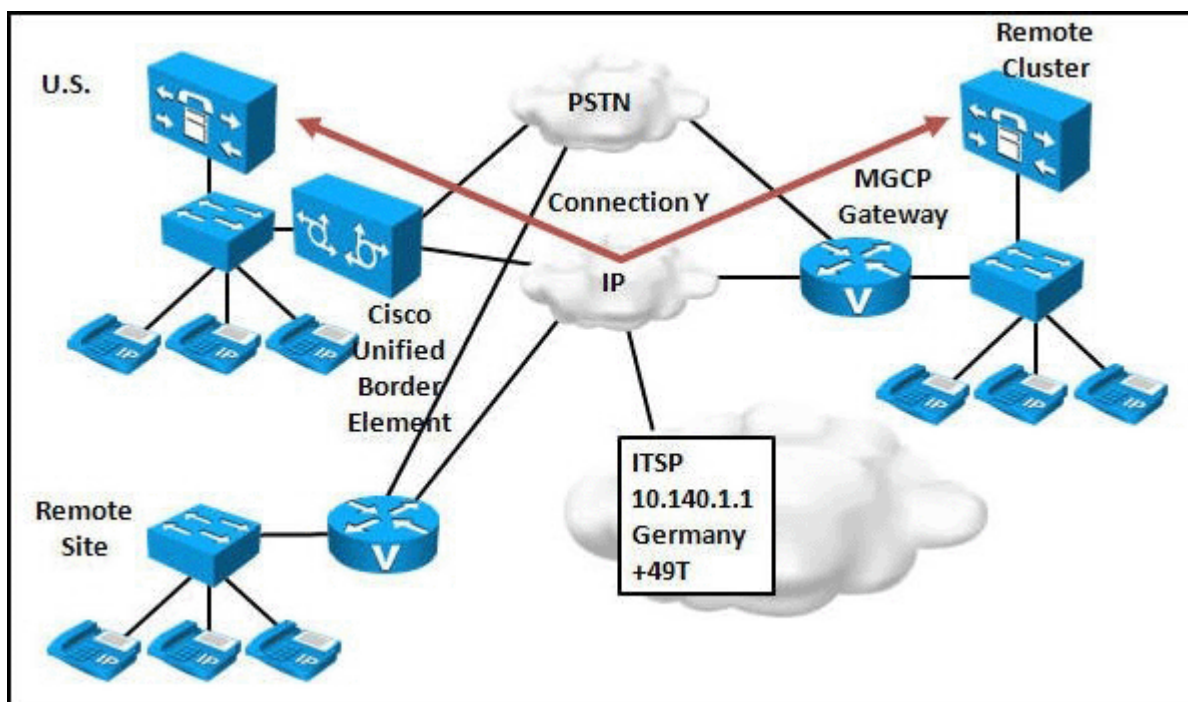 U.S.
PSTN
Remote
Cluster
Connection Y
MGCP
Gateway
IP
Cisco
Unified
Border
Element
IP
IP
IP
V
IP
IP
IP
ITSP
10.140.1.1
Germany
+49T
Remote
Site
V
IP
IP
IP